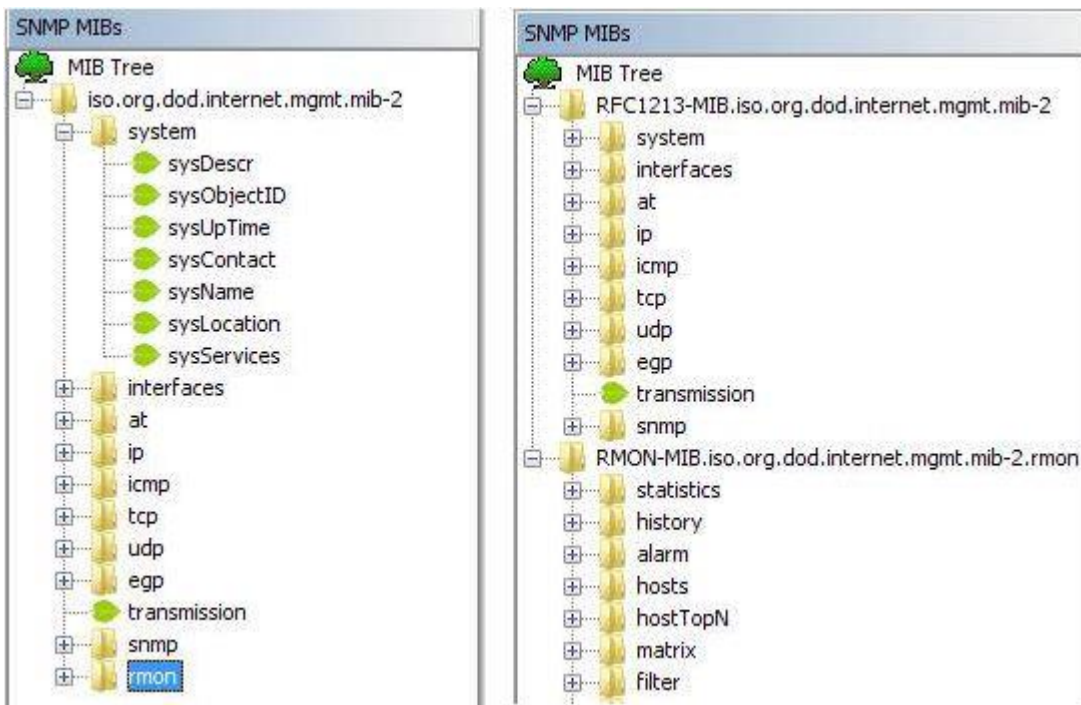 SNMP MIBs
MIB Tree
iso.org.dod.internet.mgmt.mib-2
system
sysDescr
sysObjectID
sysUpTime
sysContact
sysName
sysLocation
sysServices
interfaces
at
ip
icmp
tcp
udp
egp
transmission
snmp
rmon
SNMP MIBs
MIB Tree
RFC1213-MIB.iso.org.dod.internet.mgmt.mib-2
system
interfaces
at
ip
icmp
tcp
udp
egp
transmission
snmp
RMON-MIB.iso.org.dod.internet.mgmt.mib-2.rmon
statistics
history
alarm
hosts
hostTopN
matrix
filter